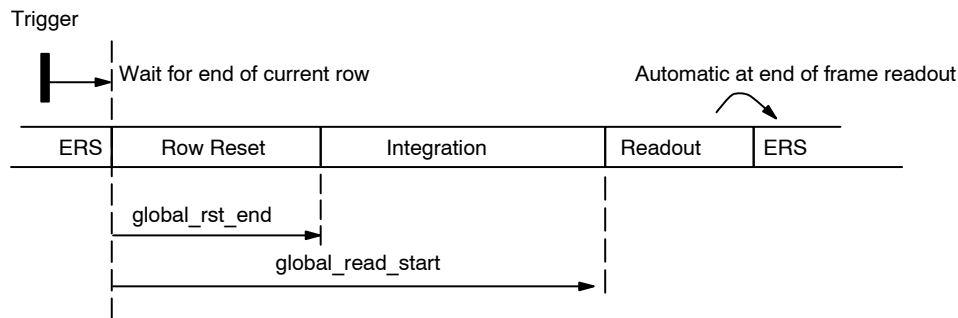 Trigger
Wait for end of current row
Automatic at end of frame readout
ERS
Row Reset
Integration
Readout
ERS
global_rst_end
global_read_start